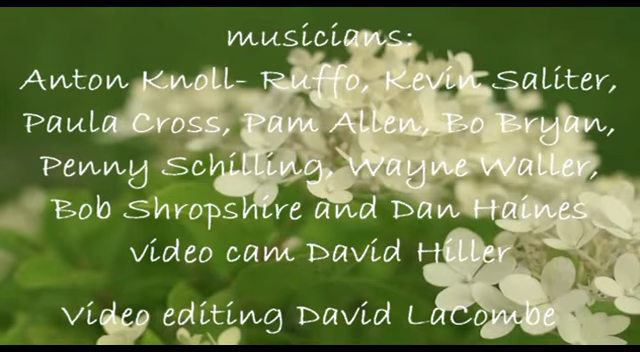 musicians:
Anton Knoll- Ruffo, Kevin Saliter,
Paula Cross, Pam Allen, Bo Bryan,
Penny Schilling, Wayne Waller,
Bob Shropshire and Dan Haines
video cam David Hiller
Video editing David LaCombe